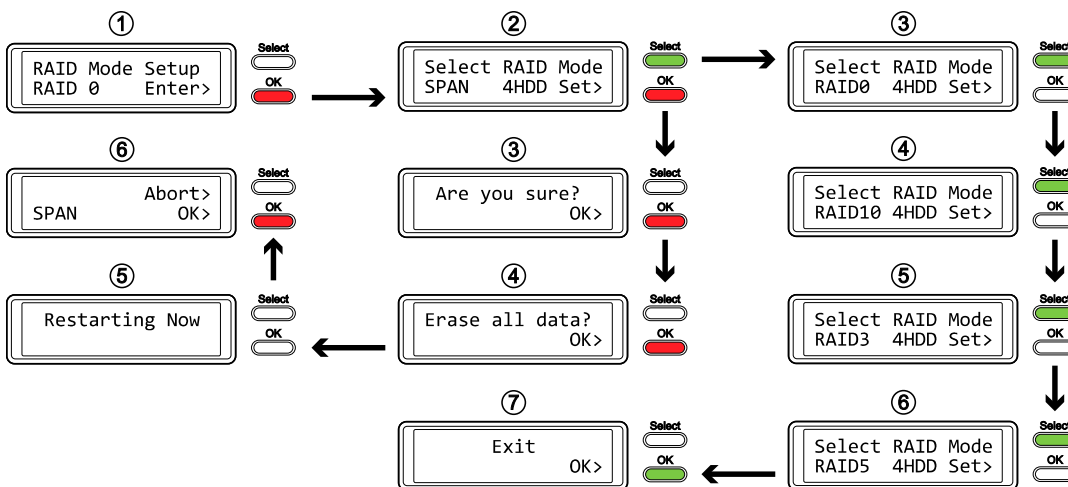 ①
RAID Mode Setup
RAID 0 Enter>
Select
OK
②
Select RAID Mode
SPAN 4HDD Set>
Select
OK
③
Select RAID Mode
RAID0 4HDD Set>
Select
OK
⑥
Abort>
SPAN OK>
Select
OK
③
Are you sure?
OK>
Select
OK
④
Select RAID Mode
RAID10 4HDD Set>
Select
OK
⑤
Restarting Now
Select
OK
④
Erase all data?
OK>
Select
OK
⑤
Select RAID Mode
RAID3 4HDD Set>
Select
OK
⑦
Exit
OK>
Select
OK
⑥
Select RAID Mode
RAID5 4HDD Set>
Select
OK